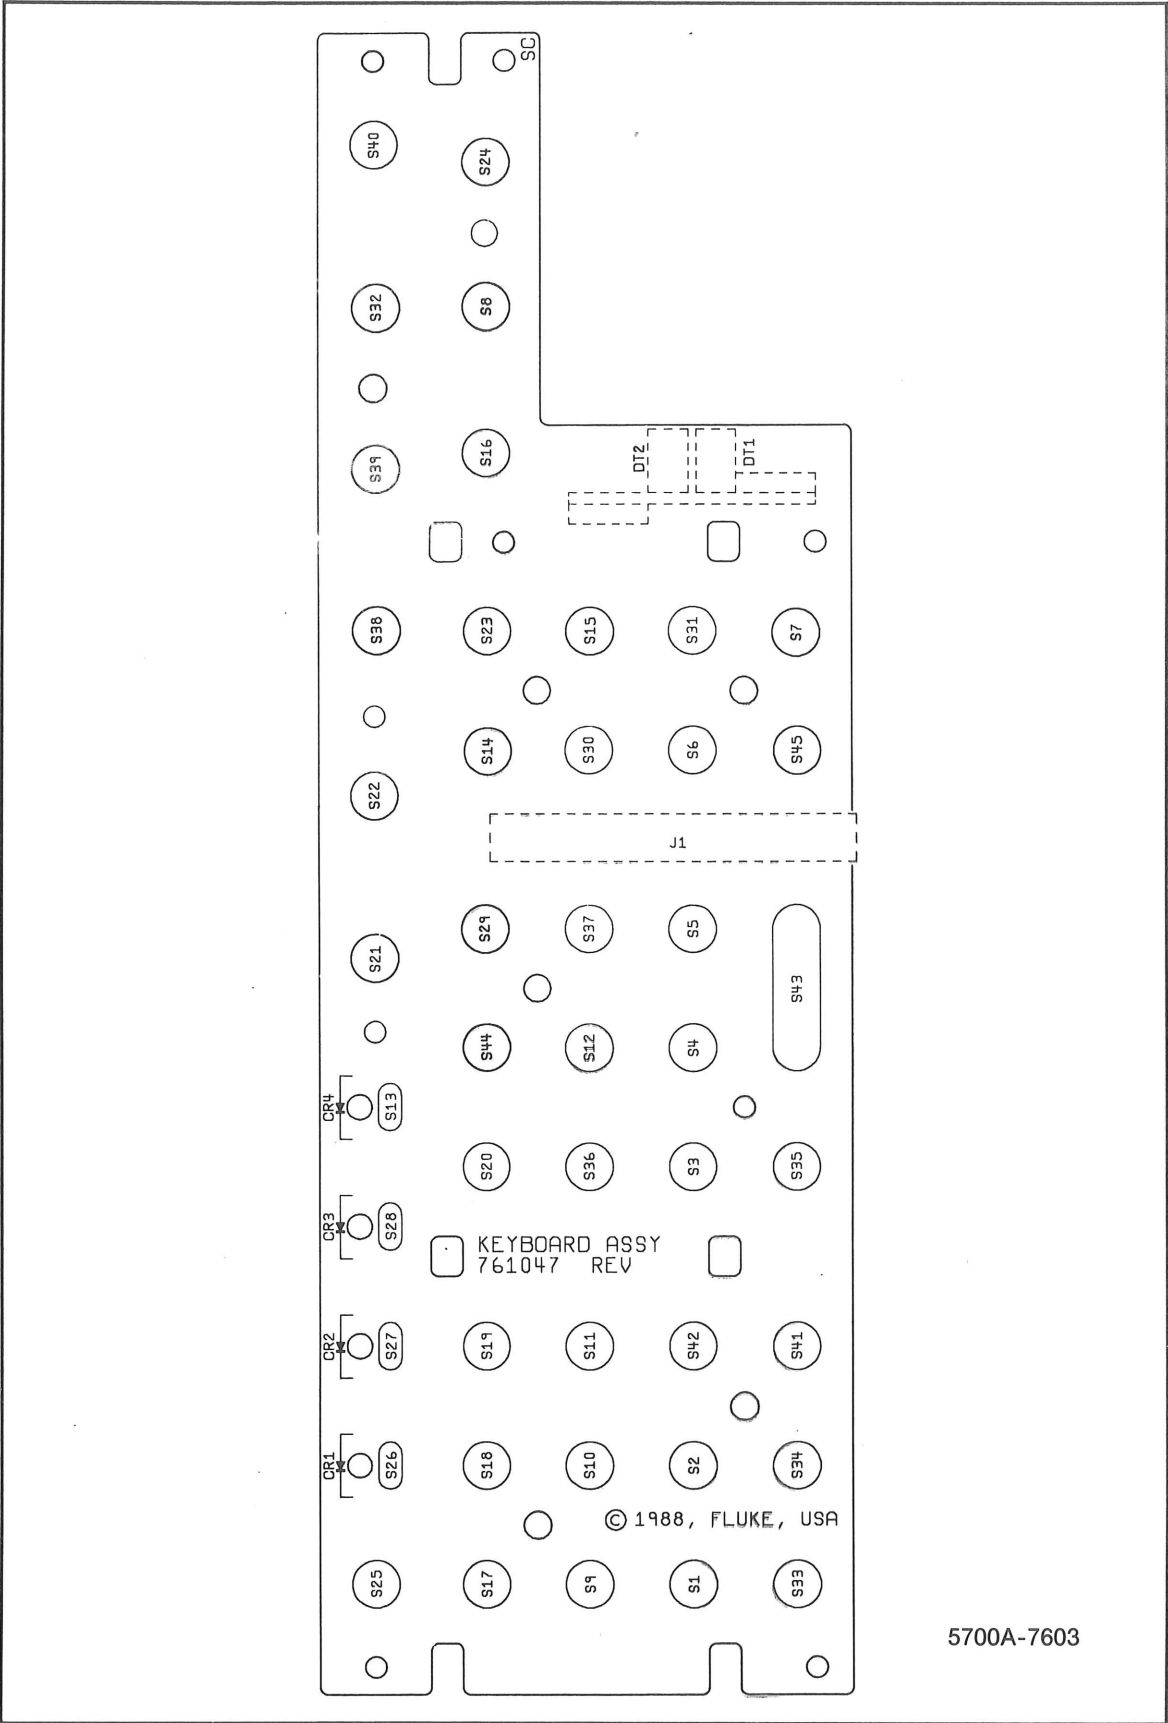 SC
S40
S24
S32
S8
S39
S16
DT2
DT1
S38
S23
S15
S31
S7
S14
S30
S6
S45
S22
J1
S29
S37
S5
S21
S43
S44
S12
S4
CR4
S13
S20
S36
S3
S35
CR3
S28
KEYBOARD ASSY
761047 REV
CR2
S27
S19
S11
S42
S41
CR1
S26
S18
S10
S2
S34
© 1988, FLUKE, USA
S25
S17
S9
S1
S33
5700A-7603